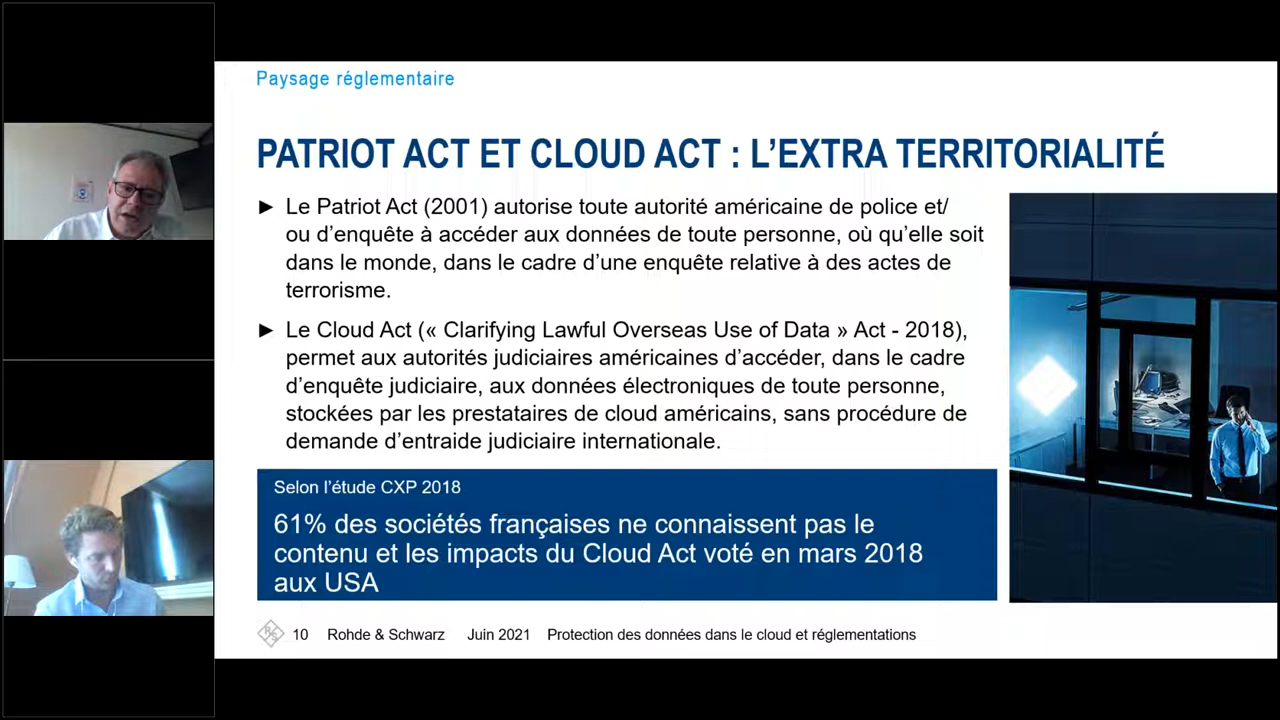 Paysage réglementaire
PATRIOT ACT ET CLOUD ACT : L'EXTRA TERRITORIALITÉ
► Le Patriot Act (2001) autorise toute autorité américaine de police et/
ou d'enquête à accéder aux données de toute personne, où qu'elle soit
dans le monde, dans le cadre d'une enquête relative à des actes de
terrorisme.
► Le Cloud Act (« Clarifying Lawful Overseas Use of Data » Act - 2018),
permet aux autorités judiciaires américaines d'accéder, dans le cadre
d'enquête judiciaire, aux données électroniques de toute personne,
stockées par les prestataires de cloud américains, sans procédure de
demande d'entraide judiciaire internationale.
Selon l'étude CXP 2018
61% des sociétés françaises ne connaissent pas le
contenu et les impacts du Cloud Act voté en mars 2018
aux USA
10 Rohde & Schwarz Juin 2021 Protection des données dans le cloud et réglementations